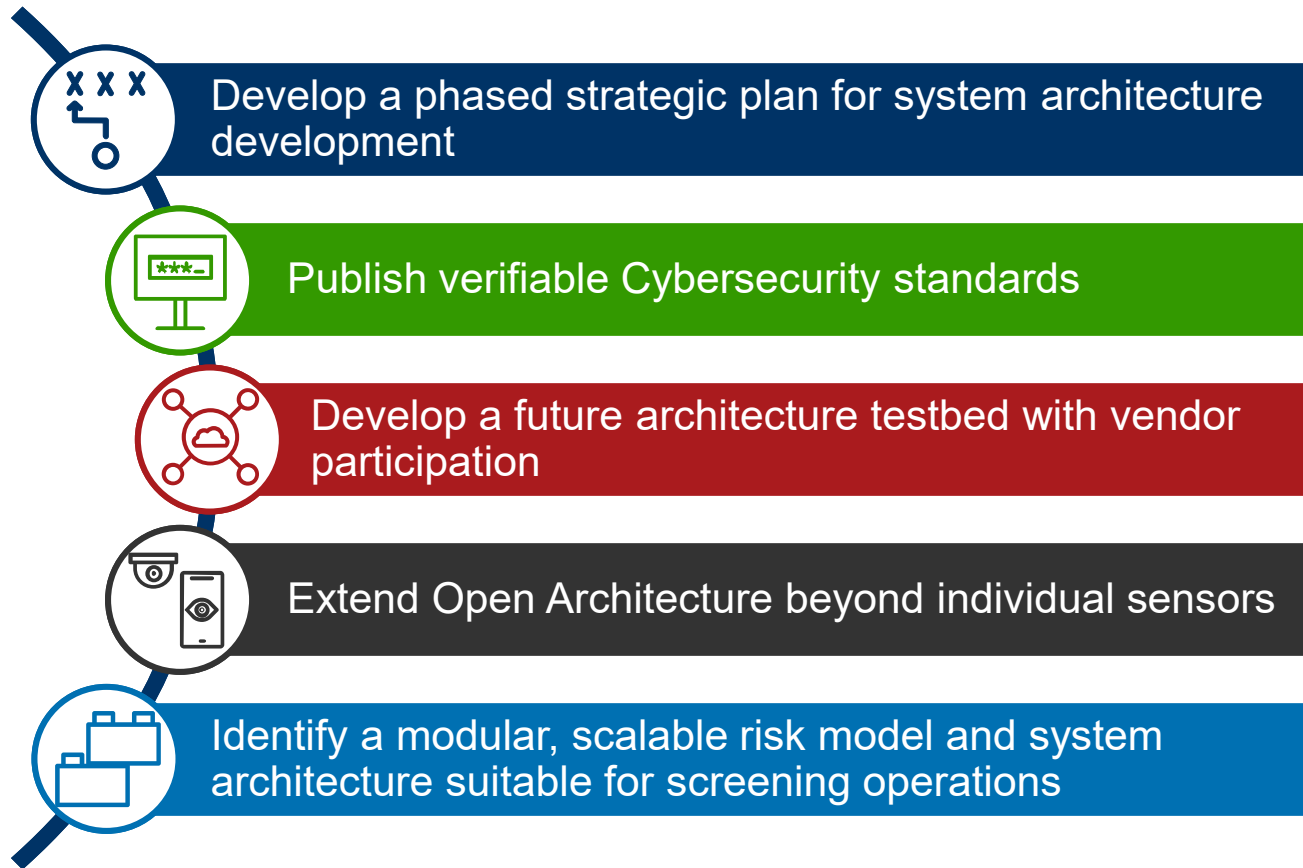 X X X
Develop a phased strategic plan for system architecture
development
***_
Publish verifiable Cybersecurity standards
Develop a future architecture testbed with vendor
participation
Extend Open Architecture beyond individual sensors
Identify a modular, scalable risk model and system
architecture suitable for screening operations